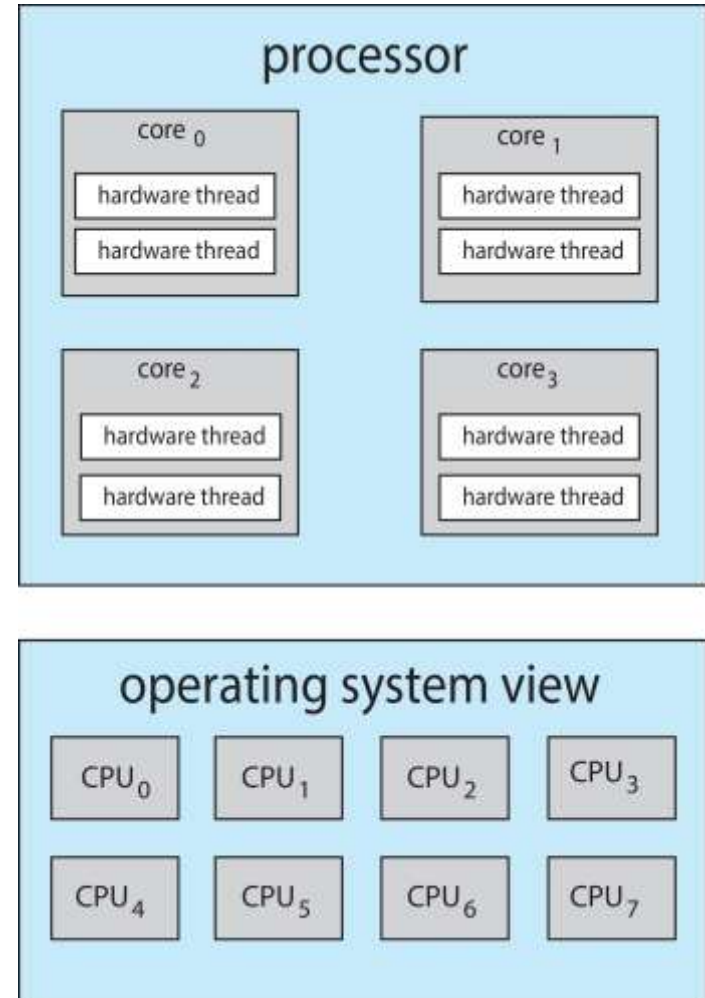 processor
core 0
core 1
hardware thread
hardware thread
hardware thread
hardware thread
core 2
core 3
hardware thread
hardware thread
hardware thread
hardware thread
operating system view
CPU0
CPU1
CPU2
CPU3
CPU4
CPU5
CPU6
CPU7